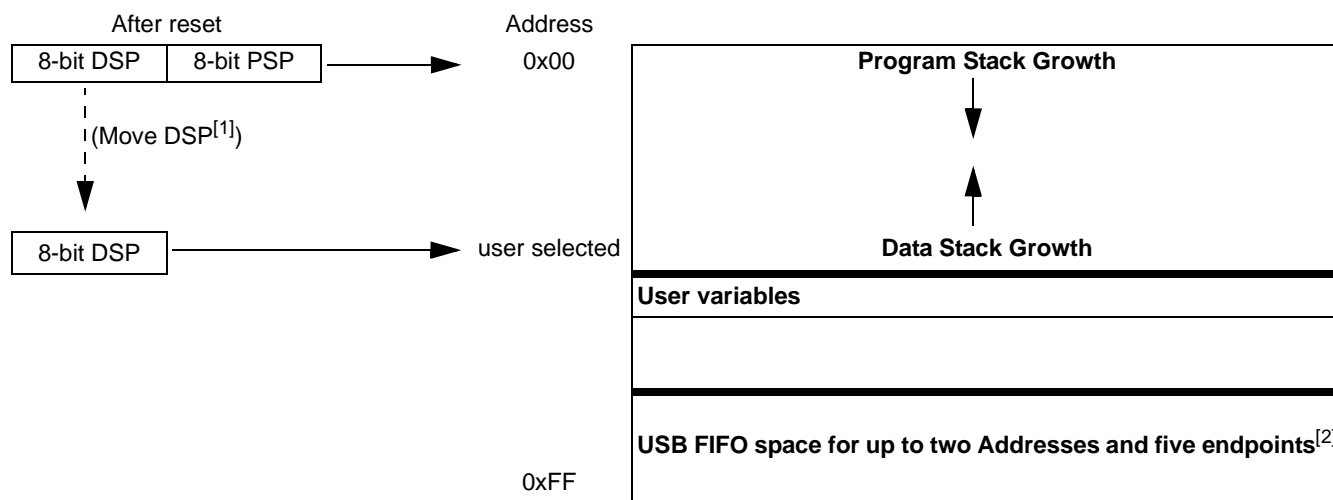 After reset
Address
8-bit DSP 8-bit PSP
0x00
Program Stack Growth
(Move DSP[1])
8-bit DSP
user selected
Data Stack Growth
User variables
USB FIFO space for up to two Addresses and five endpoints[2]
0xFF